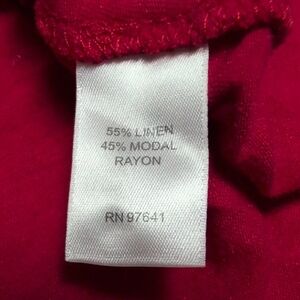 55% LINEN
45% MODAL
RAYON
RN 97641